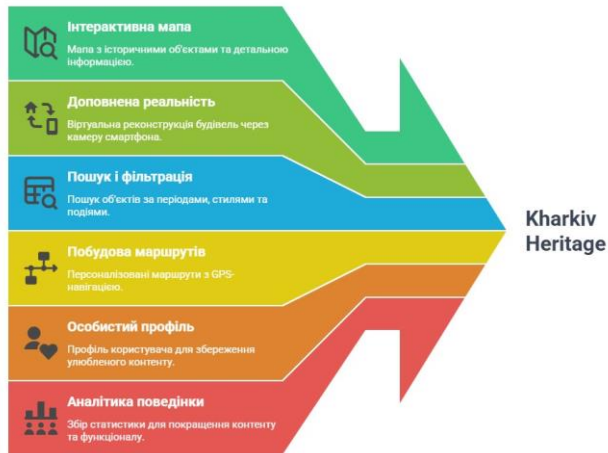 Інтерактивна мапа
Мапа з історичними об'єктами та детальною
інформацією.
Доповнена реальність
Віртуальна реконструкція будівель через
камеру смартфона.
Пошук і фільтрація
Пошук об'єктів за періодами, стилями та
подіями.
Побудова маршрутів
Персоналізовані маршрути з GPS-
навігацією.
Особистий профіль
Профіль користувача для збереження
улюбленого контенту.
Аналітика поведінки
Збір статистики для покращення контенту
та функціоналу.
Kharkiv
Heritage